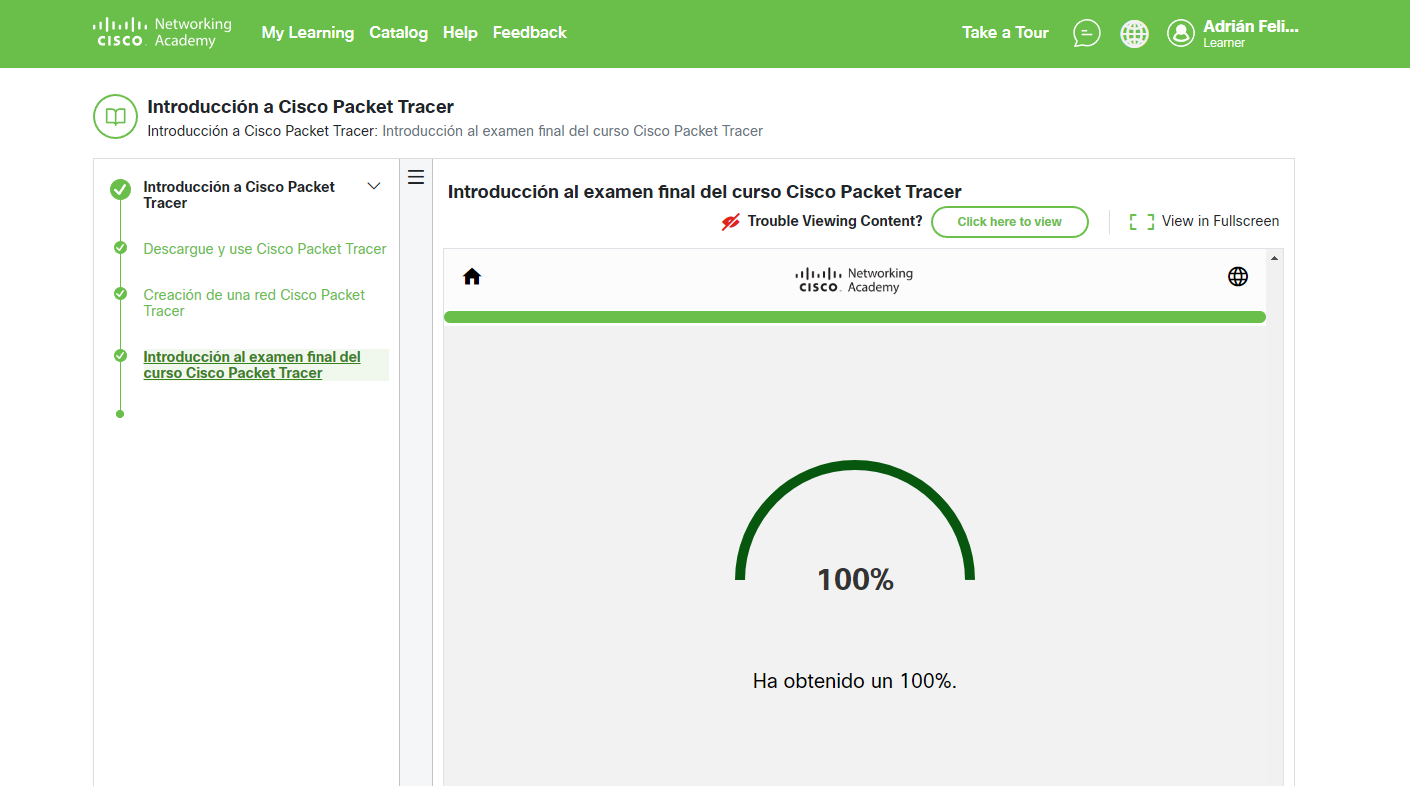 Networking
CISCO. Academy
My Learning Catalog Help Feedback
Take a Tour
Adrián Feli...
Learner
Introducción a Cisco Packet Tracer
Introducción a Cisco Packet Tracer: Introducción al examen final del curso Cisco Packet Tracer
Introducción a Cisco Packet
Tracer
Descargue y use Cisco Packet Tracer
Creación de una red Cisco Packet
Tracer
Introducción al examen final del
curso Cisco Packet Tracer
Introducción al examen final del curso Cisco Packet Tracer
Trouble Viewing Content? Click here to view View in Fullscreen
Networking
CISCO. Academy
100%
Ha obtenido un 100%.